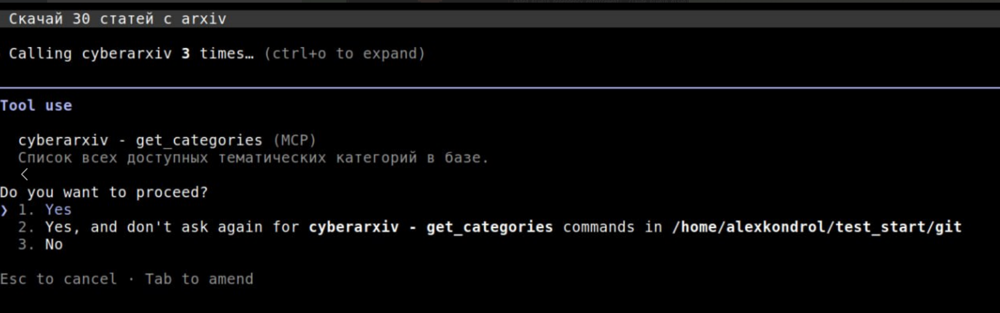 Скачай 30 статей с arxiv
Calling cyberarxiv 3 times… (ctrl+o to expand)
Tool use
cyberarxiv - get_categories (MCP)
Список всех доступных тематических категорий в базе.
Do you want to proceed?
❯ 1. Yes
2. Yes, and don't ask again for cyberarxiv - get_categories commands in /home/alexkondrol/test_start/git
3. No
Esc to cancel · Tab to amend